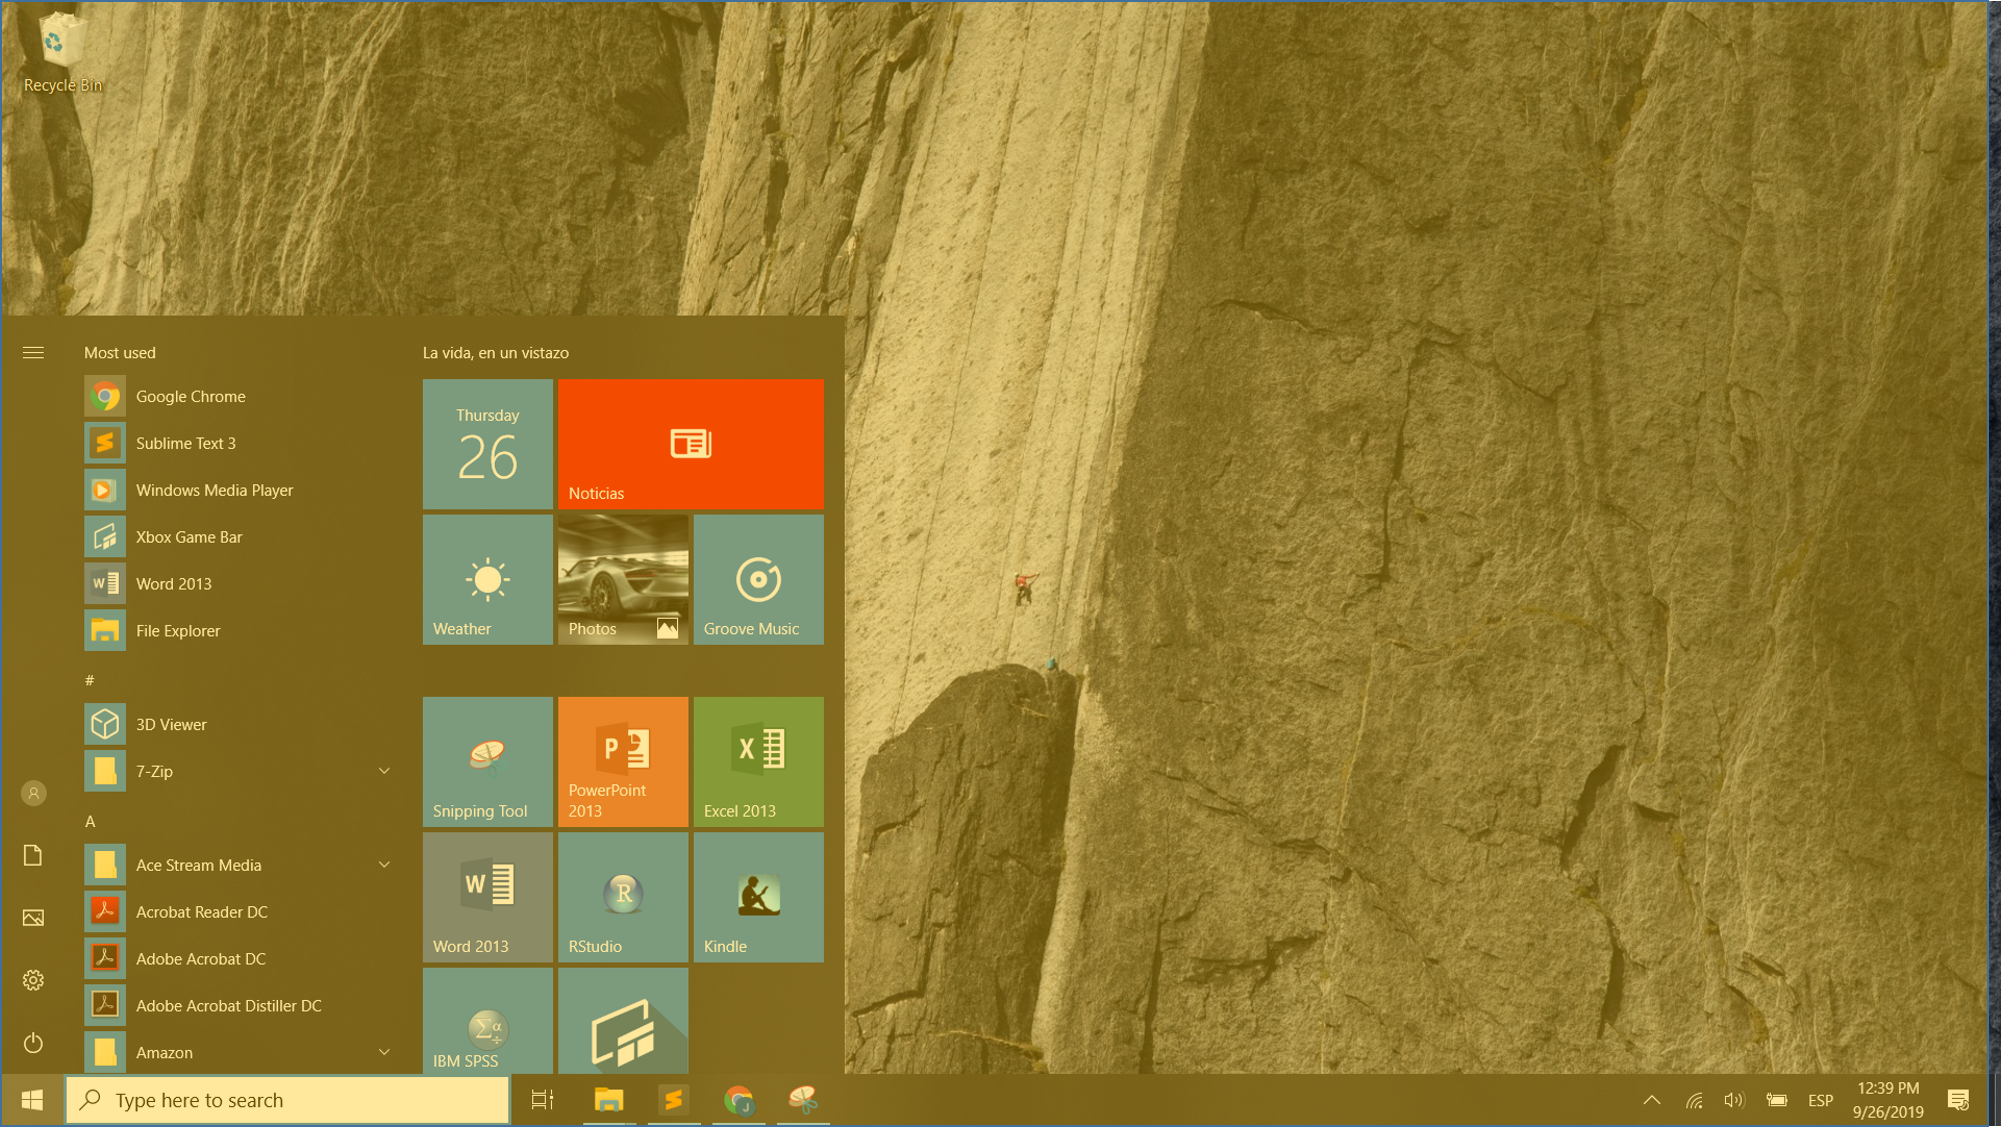 Recycle Bin
Most used
Google Chrome
Sublime Text 3
Windows Media Player
Xbox Game Bar
Word 2013
File Explorer
#
3D Viewer
7-Zip
A
Ace Stream Media
Acrobat Reader DC
Adobe Acrobat DC
Adobe Acrobat Distiller DC
Amazon
La vida, en un vistazo
Thursday
26
Noticias
Weather
Photos
Groove Music
Snipping Tool
PowerPoint
2013
Excel 2013
Word 2013
RStudio
Kindle
IBM SPSS
Type here to search
ESP
12:39 PM
9/26/2019